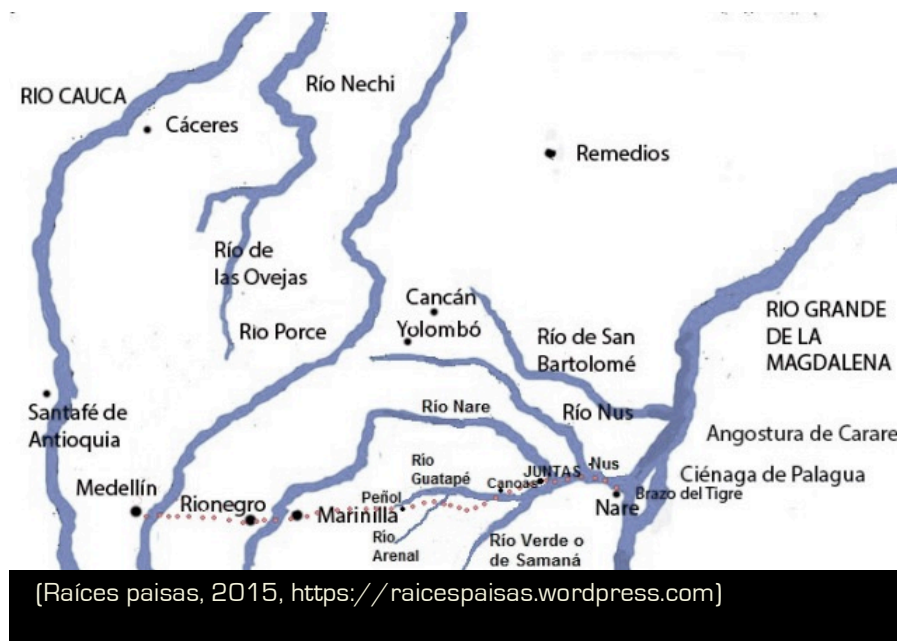 RIO CAUCA
Río Nechi
Cáceres
Remedios
Río de
las Ovejas
Rio Porce
Cancán
Yolombó
Río de San
Bartolomé
RIO GRANDE
DE LA
MAGDALENA
Santafé de
Antioquia
Río Nare
Río Nus
Angostura de Carare
Medellín
Rionegro
Marinilla
Peñol
Río
Guatapé
Canoas
JUNTAS
Nus
Nare
Brazo del Tigre
Ciénaga de Palagua
Río
Arenal
Río Verde o
de Samaná
(Raíces paisas, 2015, https://raicespaisas.wordpress.com)